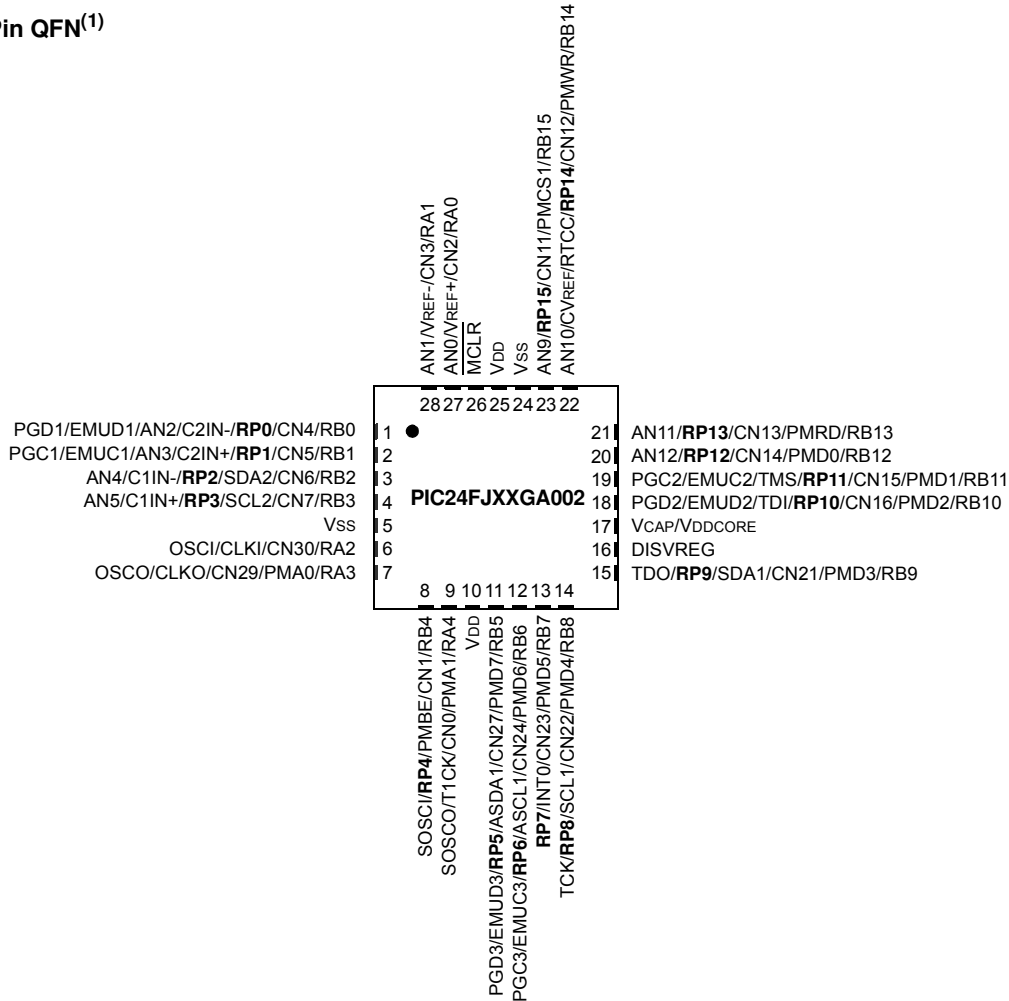 Pin QFN(1)
AN1/VREF-/CN3/RA1
AN0/VREF+/CN2/RA0
MCLR
VDD
VSS
AN9/RP15/CN11/PMCS1/RB15
AN10/CVREF/RTCC/RP14/CN12/PMWR/RB14
28 27 26 25 24 23 22
PGD1/EMUD1/AN2/C2IN-/RP0/CN4/RB0 1
PGC1/EMUC1/AN3/C2IN+/RP1/CN5/RB1 2
AN4/C1IN-/RP2/SDA2/CN6/RB2 3
AN5/C1IN+/RP3/SCL2/CN7/RB3 4
VSS 5
OSCI/CLKI/CN30/RA2 6
OSCO/CLKO/CN29/PMA0/RA3 7
PIC24FJXXGA002
21 AN11/RP13/CN13/PMRD/RB13
20 AN12/RP12/CN14/PMD0/RB12
19 PGC2/EMUC2/TMS/RP11/CN15/PMD1/RB11
18 PGD2/EMUD2/TDI/RP10/CN16/PMD2/RB10
17 VCAP/VDDCORE
16 DISVREG
15 TDO/RP9/SDA1/CN21/PMD3/RB9
8 9 10 11 12 13 14
SOSCI/RP4/PMBE/CN1/RB4
SOSCO/T1CK/CN0/PMA1/RA4
VDD
PGD3/EMUD3/RP5/ASDA1/CN27/PMD7/RB5
PGC3/EMUC3/RP6/ASCL1/CN24/PMD6/RB6
RP7/INT0/CN23/PMD5/RB7
TCK/RP8/SCL1/CN22/PMD4/RB8